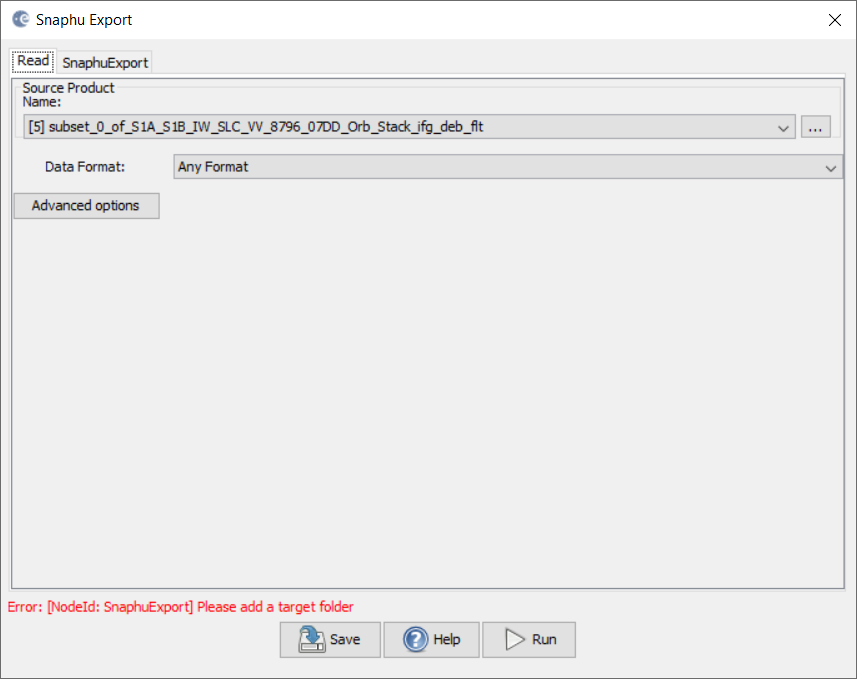 Snaphu Export
Read
SnaphuExport
Source Product
Name:
[5] subset_0_of_S1A_S1B_IW_SLC_VV_8796_07DD_Orb_Stack_ifg_deb_flt
...
Data Format:
Any Format
Advanced options
Error: [NodeId: SnaphuExport] Please add a target folder
Save
Help
Run